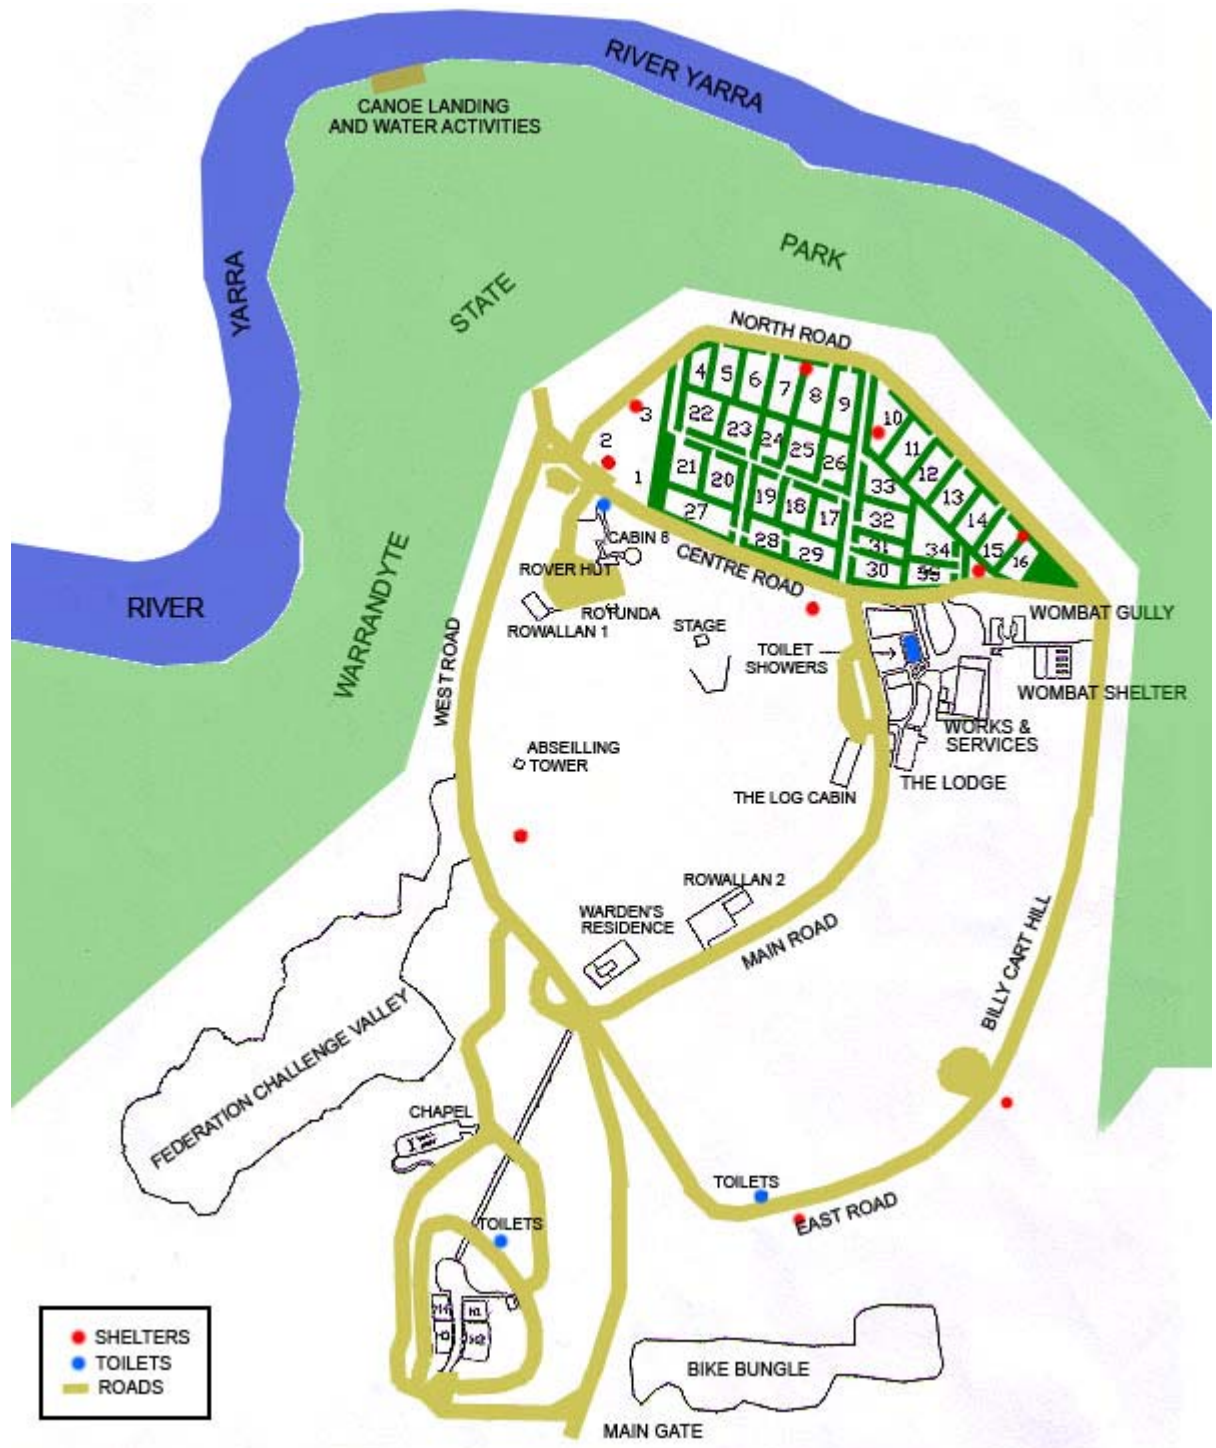 RIVER YARRA
CANOE LANDING
AND WATER ACTIVITIES
YARRA
STATE
PARK
NORTH ROAD
4
5
6
7
8
9
10
11
12
13
14
15
16
3
2
1
22
23
24
25
26
33
21
20
19
18
17
32
27
28
29
31
34
30
35
CABIN 6
CENTRE ROAD
ROVER HUT
ROTUNDA
ROWALLAN 1
STAGE
TOILET
SHOWERS
WOMBAT GULLY
WOMBAT SHELTER
RIVER
WARRANDYTE
WEST ROAD
ABSEILLING
TOWER
WORKS &
SERVICES
THE LODGE
THE LOG CABIN
ROWALLAN 2
WARDEN'S
RESIDENCE
MAIN ROAD
BILLY CART HILL
FEDERATION CHALLENGE VALLEY
CHAPEL
TOILETS
EAST ROAD
TOILETS
SHELTERS
TOILETS
ROADS
BIKE BUNGLE
MAIN GATE